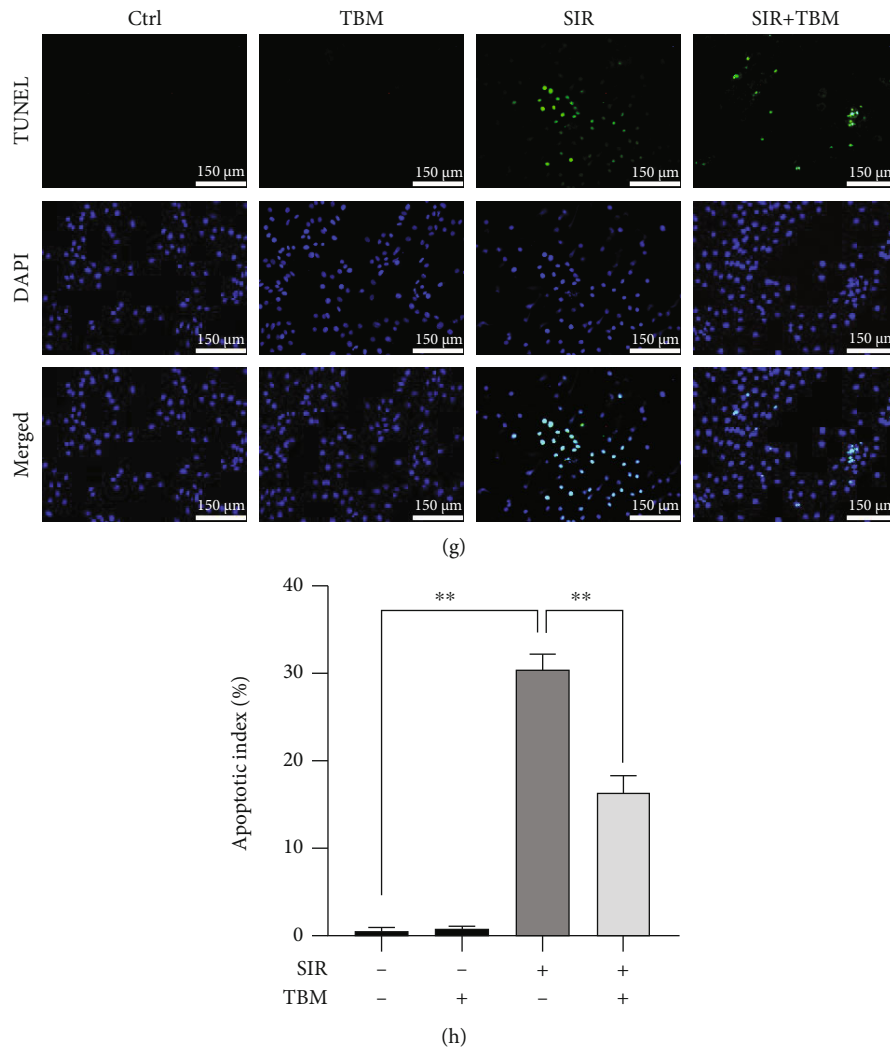 Ctrl TBM SIR SIR+TBM
TUNEL
150 μm 150 μm 150 μm 150 μm
DAPI
150 μm 150 μm 150 μm 150 μm
Merged
150 μm 150 μm 150 μm 150 μm
(g)
Apoptotic index (%)
40
30
20
10
0
** **
SIR – – + +
TBM – + – +
(h)